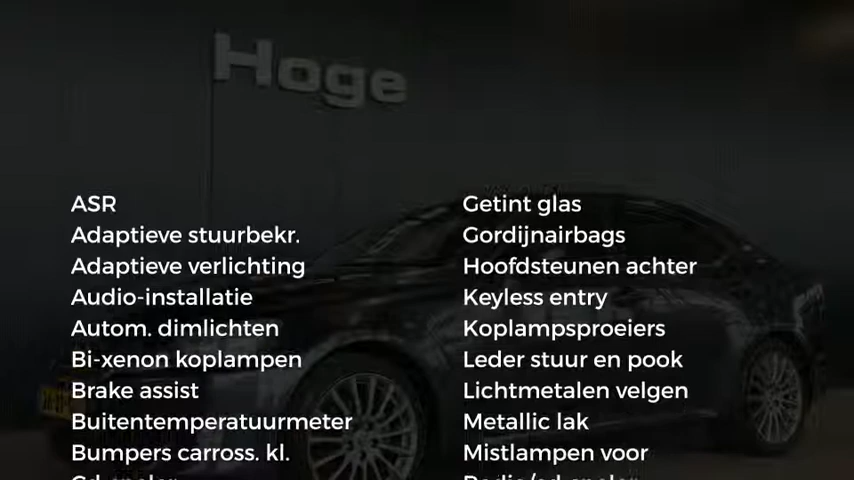 Hoge
ASR
Adaptieve stuurbekr.
Adaptieve verlichting
Audio-installatie
Autom. dimlichten
Bi-xenon koplampen
Brake assist
Buitentemperatuurmeter
Bumpers carross. kl.
Getint glas
Gordijnairbags
Hoofdsteunen achter
Keyless entry
Koplampsproeiers
Leder stuur en pook
Lichtmetalen velgen
Metallic lak
Mistlampen voor